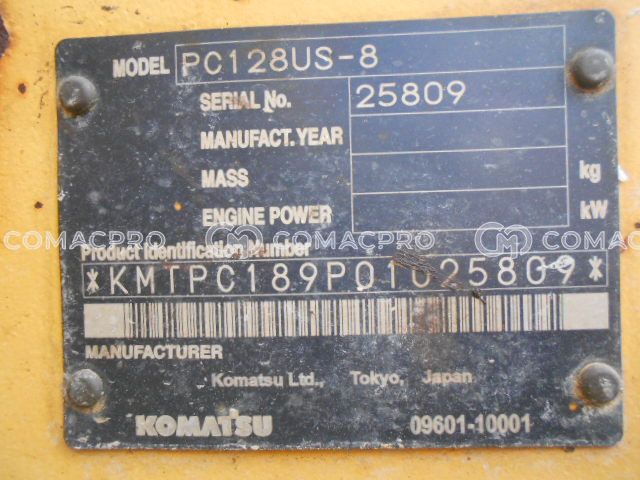 MODEL PC128US-8
SERIAL No. 25809
MANUFACT.YEAR
MASS kg
ENGINE POWER kW
COMACPRO COMACPRO COMACPRO
Product Identification Number
*KMTPC189P01025809*
MANUFACTURER
Komatsu Ltd., Tokyo, Japan
KOMATSU 09601-10001